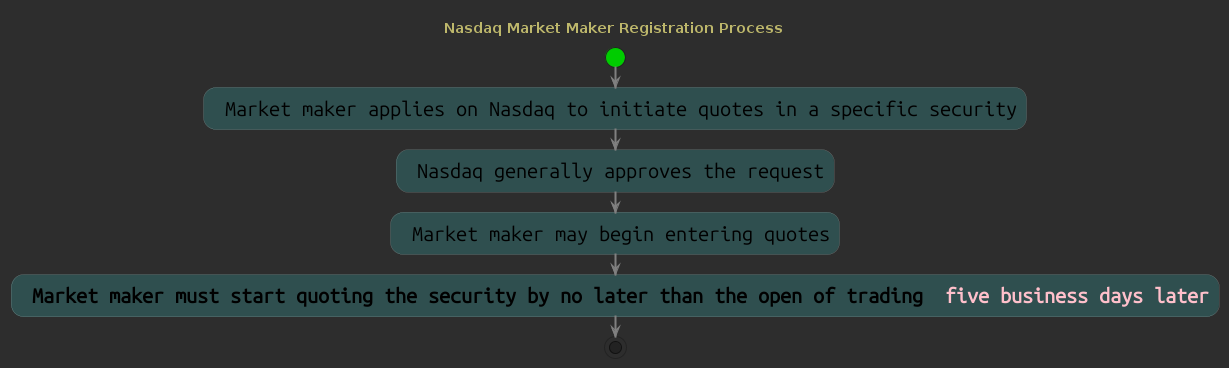 Nasdaq Market Maker Registration Process
Market maker applies on Nasdaq to initiate quotes in a specific security
Nasdaq generally approves the request
Market maker may begin entering quotes
Market maker must start quoting the security by no later than the open of trading five business days later